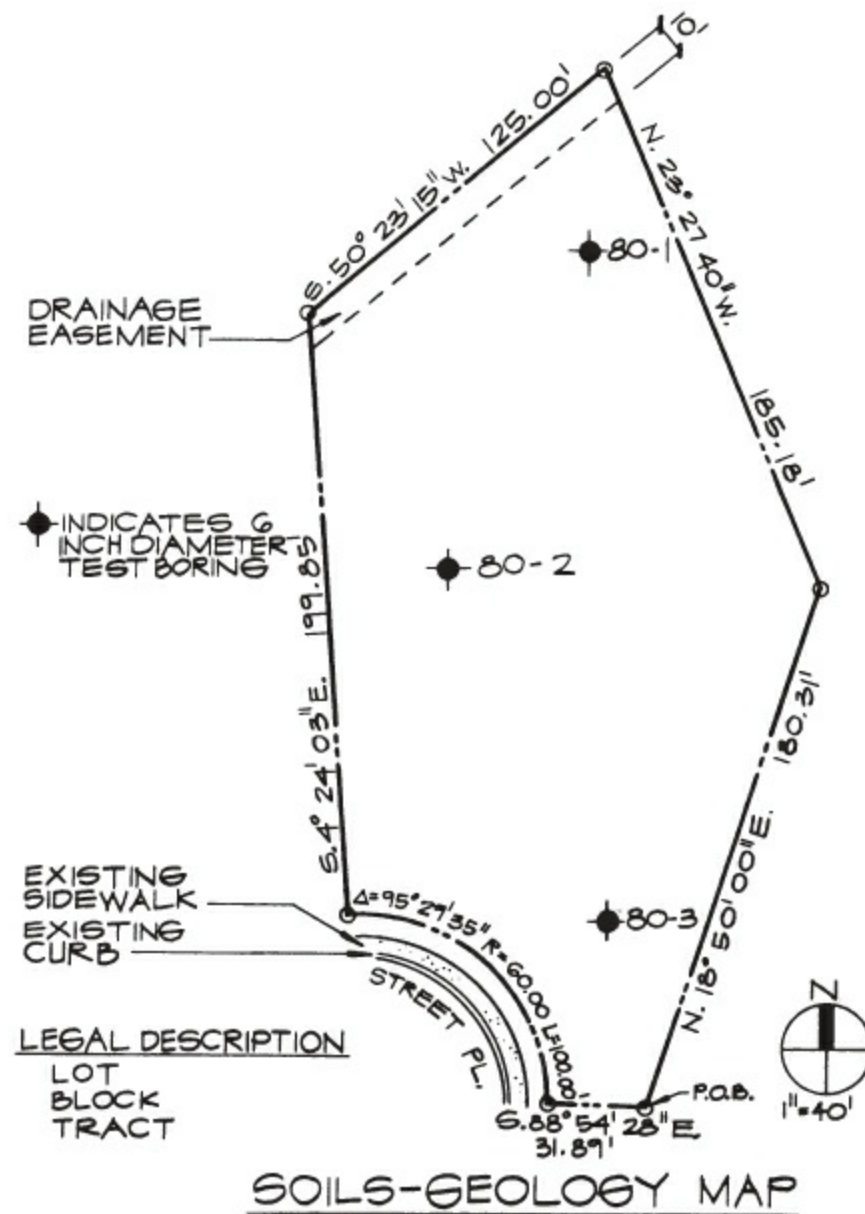 10'
S. 50° 23' 15" W. 125.00'
N. 23° 27 40" W. 185.18'
80-1
DRAINAGE
EASEMENT
INDICATES 6
INCH DIAMETER
TEST BORING
80-2
S. 4° 24' 03" E. 199.85
N. 18° 50' 00" E. 180.31'
EXISTING
SIDEWALK
EXISTING
CURB
Δ=95° 29' 35" R=60.00 L=100.00'
80-3
STREET PL.
LEGAL DESCRIPTION
LOT
BLOCK
TRACT
P.O.B.
S. 88° 54' 28" E.
31.89'
N
1"=40'
SOILS-GEOLOGY MAP